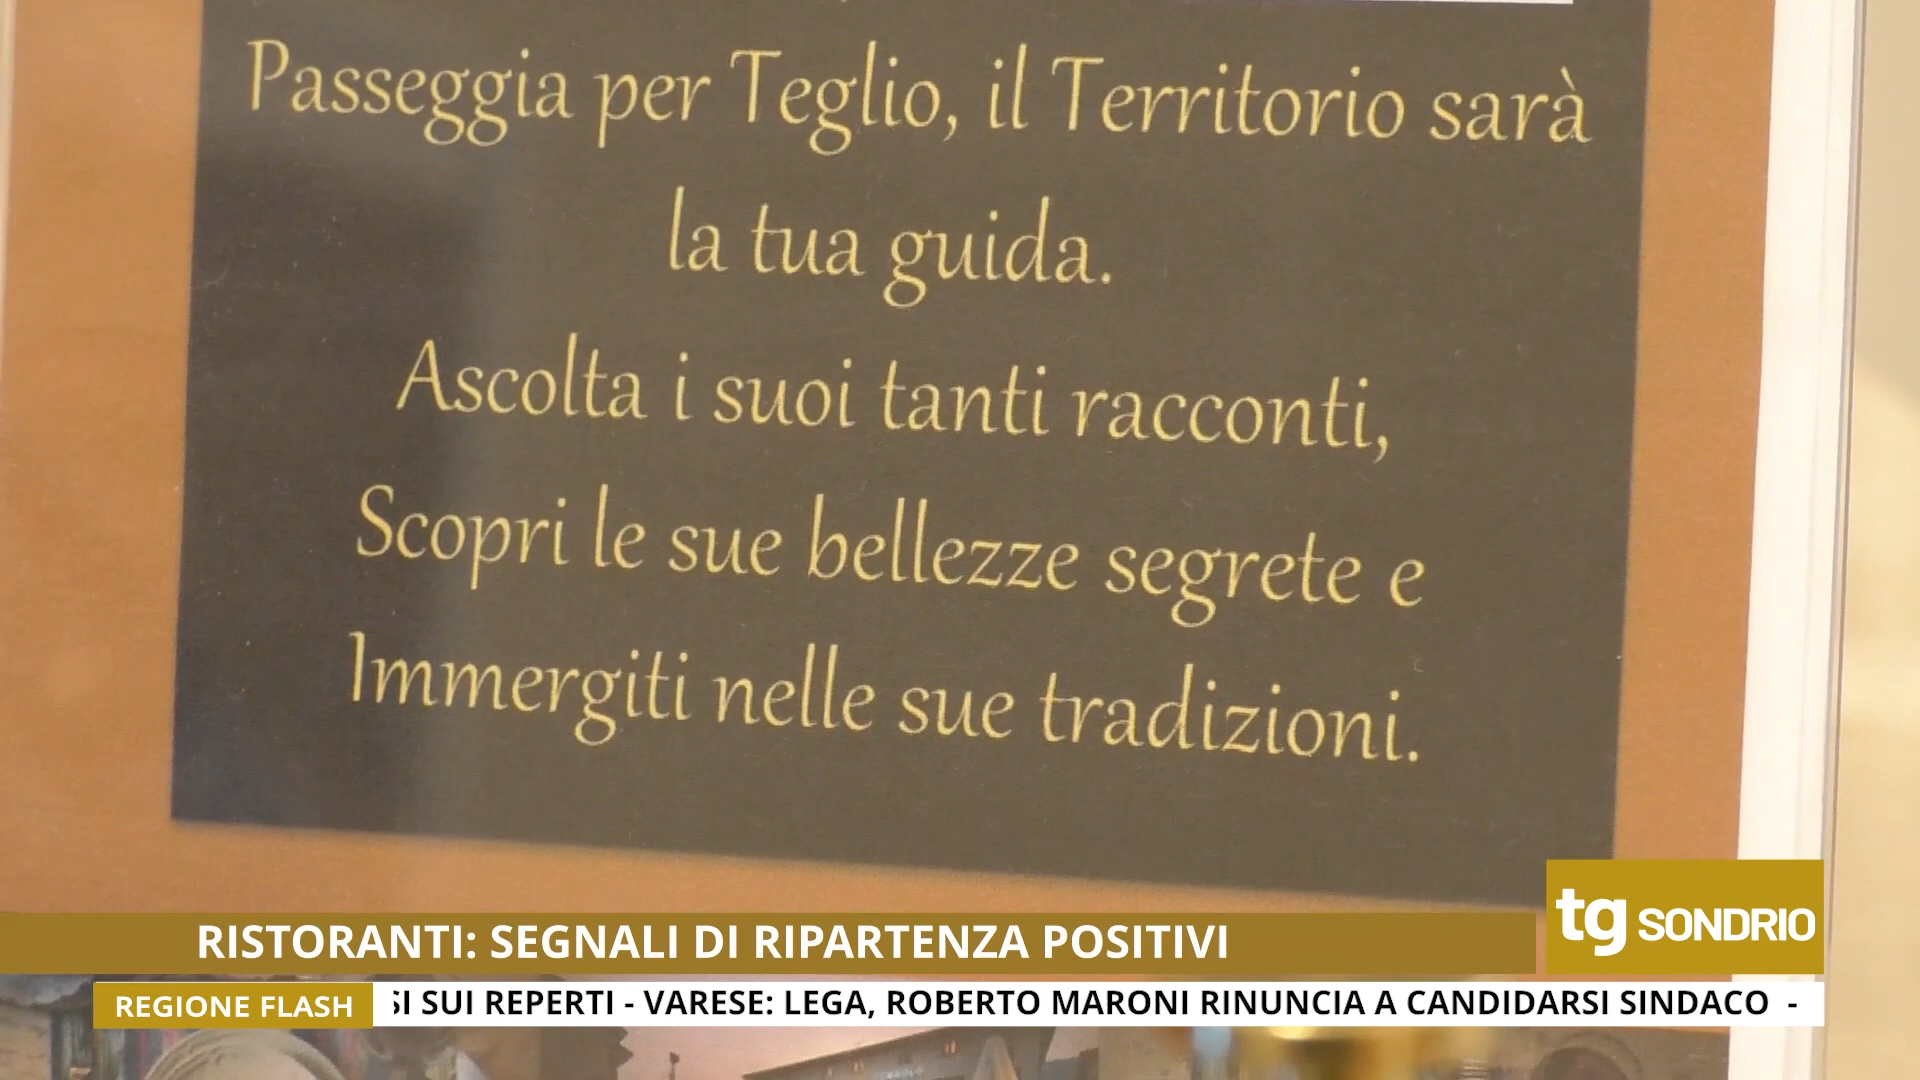 Passeggia per Teglio, il Territorio sarà
la tua guida.
Ascolta i suoi tanti racconti,
Scopri le sue bellezze segrete e
Immergiti nelle sue tradizioni.
RISTORANTI: SEGNALI DI RIPARTENZA POSITIVI
tg SONDRIO
REGIONE FLASH
SUI REPERTI - VARESE: LEGA, ROBERTO MARONI RINUNCIA A CANDIDARSI SINDACO -